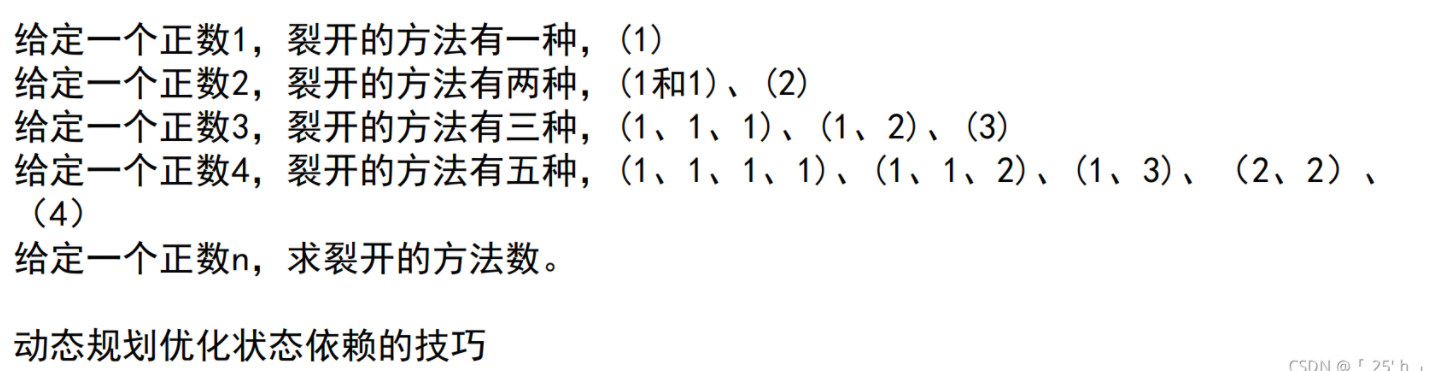 给定一个正数1，裂开的方法有一种，(1)
给定一个正数2，裂开的方法有两种，(1和1)、(2)
给定一个正数3，裂开的方法有三种，(1、1、1)、(1、2)、(3)
给定一个正数4，裂开的方法有五种，(1、1、1、1)、(1、1、2)、(1、3)、（2、2）、
（4）
给定一个正数n，求裂开的方法数。
动态规划优化状态依赖的技巧
CSDN @「 25' h 」